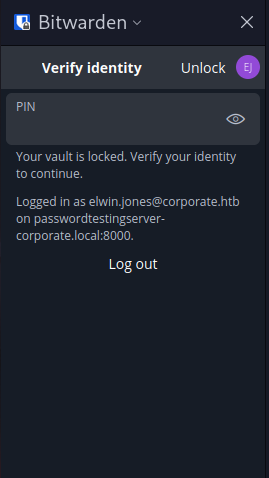 Bitwarden
Verify identity
Unlock
EJ
PIN
Your vault is locked. Verify your identity
to continue.
Logged in as elwin.jones@corporate.htb
on passwordtestingserver-
corporate.local:8000.
Log out